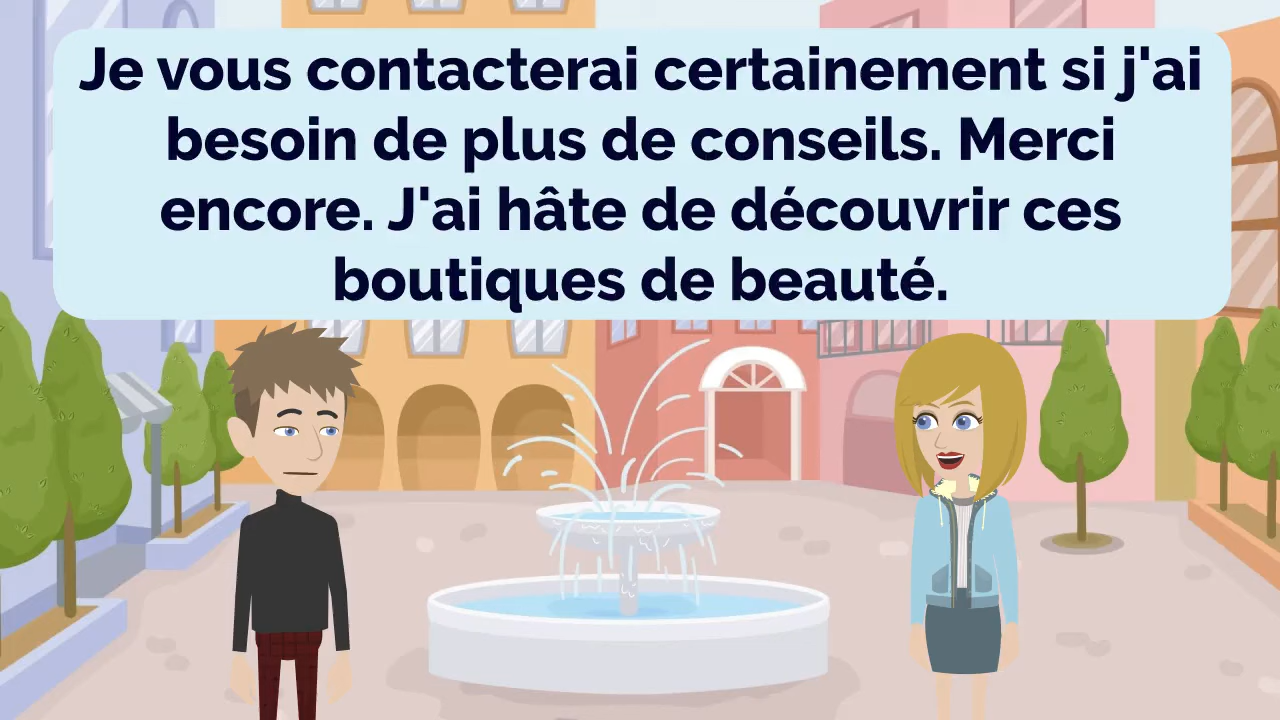 Je vous contacterai certainement si j'ai
besoin de plus de conseils. Merci
encore. J'ai hâte de découvrir ces
boutiques de beauté.